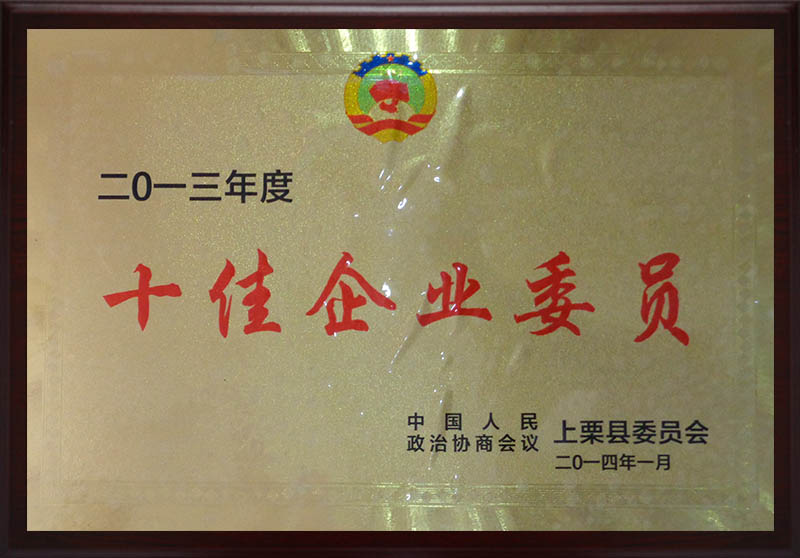 二0一三年度
十佳企业委员
中国人民
政治协商会议 上栗县委员会
二0一四年一月